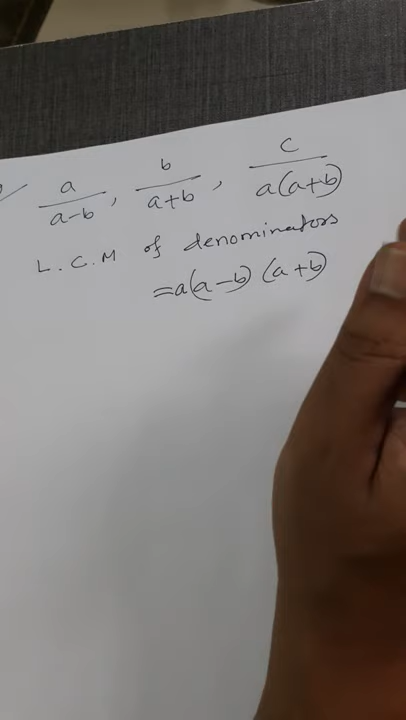 a/(a-b), b/(a+b), c/(a(a+b))
L.C.M of denominators
=a(a-b)(a+b)